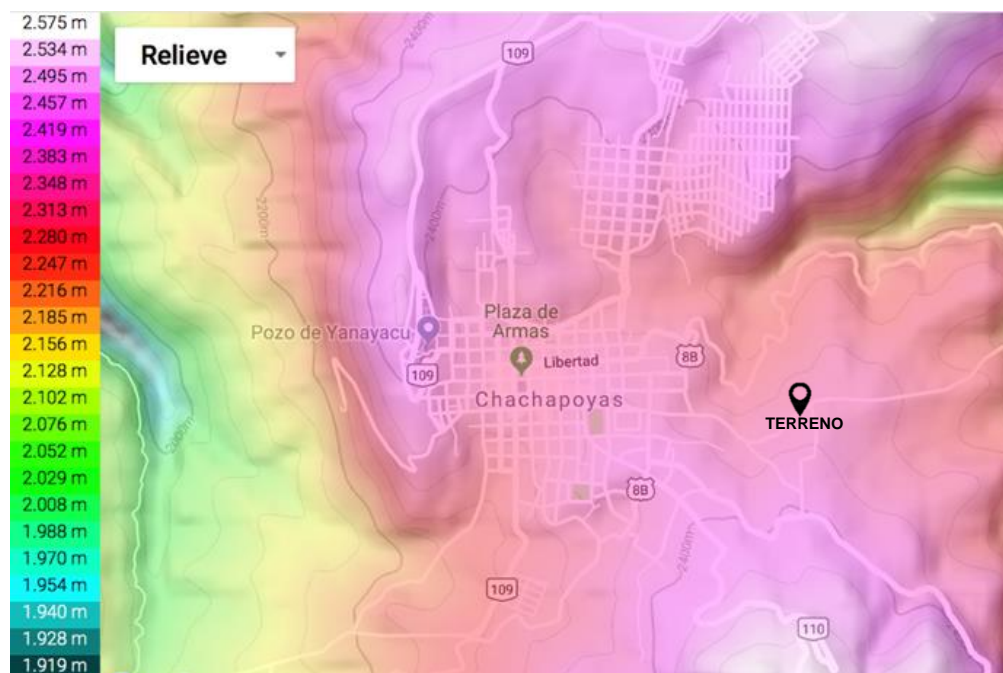 2.575 m
2.534 m
2.495 m
2.457 m
2.419 m
2.383 m
2.348 m
2.313 m
2.280 m
2.247 m
2.216 m
2.185 m
2.156 m
2.128 m
2.102 m
2.076 m
2.052 m
2.029 m
2.008 m
1.988 m
1.970 m
1.954 m
1.940 m
1.928 m
1.919 m
Relieve
2400m
109
2200m
2400m
Plaza de
Armas
Pozo de Yanayacu
Libertad
8B
109
Chachapoyas
TERRENO
2000m
8B
2400m
109
110